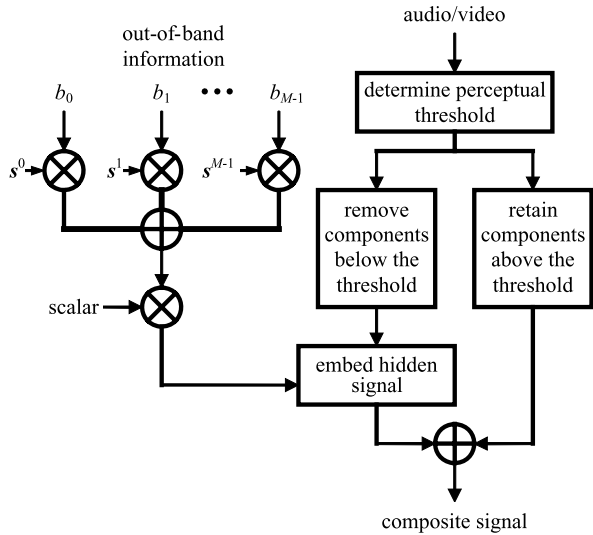 audio/video
out-of-band
information
b0 b1 ••• bM-1
determine perceptual
threshold
s0 s1 sM-1
remove
components
below the
threshold
retain
components
above the
threshold
scalar
embed hidden
signal
composite signal